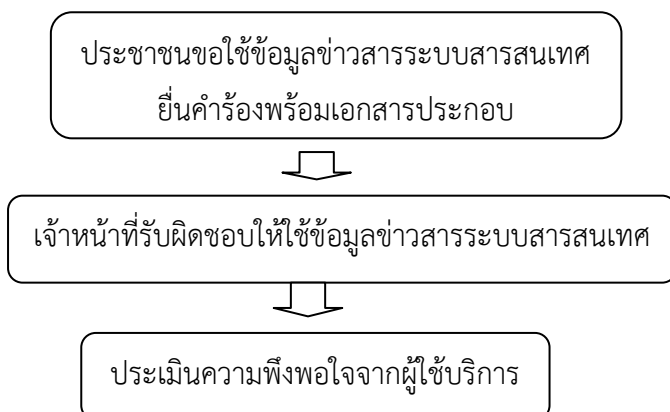 ประชาชนขอใช้ข้อมูลข่าวสารระบบสารสนเทศ
ยื่นคำร้องพร้อมเอกสารประกอบ
เจ้าหน้าที่รับผิดชอบให้ใช้ข้อมูลข่าวสารระบบสารสนเทศ
ประเมินความพึงพอใจจากผู้ใช้บริการ